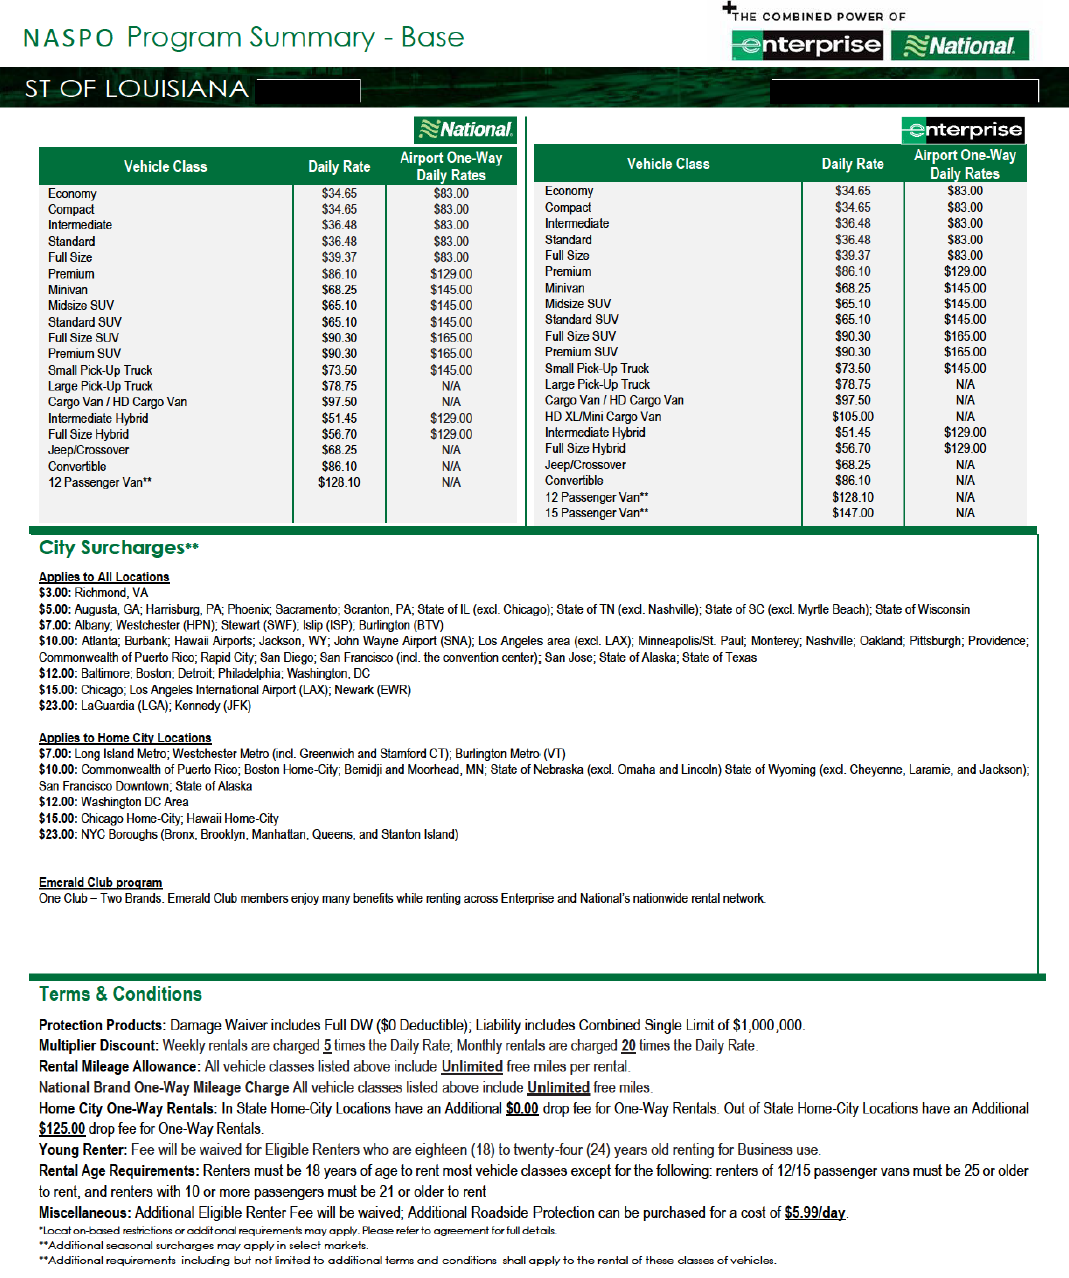 NASPO Program Summary - Base
THE COMBINED POWER OF
enterprise National.
ST OF LOUISIANA
National.
Vehicle Class Daily Rate Airport One-Way Daily Rates
Economy $34.65 $83.00
Compact $34.65 $83.00
Intermediate $36.48 $83.00
Standard $36.48 $83.00
Full Size $39.37 $83.00
Premium $86.10 $129.00
Minivan $68.25 $145.00
Midsize SUV $65.10 $145.00
Standard SUV $65.10 $145.00
Full Size SUV $90.30 $165.00
Premium SUV $90.30 $165.00
Small Pick-Up Truck $73.50 $145.00
Large Pick-Up Truck $78.75 N/A
Cargo Van / HD Cargo Van $97.50 N/A
Intermediate Hybrid $51.45 $129.00
Full Size Hybrid $56.70 $129.00
Jeep/Crossover $68.25 N/A
Convertible $86.10 N/A
12 Passenger Van** $128.10 N/A
enterprise
Vehicle Class Daily Rate Airport One-Way Daily Rates
Economy $34.65 $83.00
Compact $34.65 $83.00
Intermediate $36.48 $83.00
Standard $36.48 $83.00
Full Size $39.37 $83.00
Premium $86.10 $129.00
Minivan $68.25 $145.00
Midsize SUV $65.10 $145.00
Standard SUV $65.10 $145.00
Full Size SUV $90.30 $165.00
Premium SUV $90.30 $165.00
Small Pick-Up Truck $73.50 $145.00
Large Pick-Up Truck $78.75 N/A
Cargo Van / HD Cargo Van $97.50 N/A
HD XL/Mini Cargo Van $105.00 N/A
Intermediate Hybrid $51.45 $129.00
Full Size Hybrid $56.70 $129.00
Jeep/Crossover $68.25 N/A
Convertible $86.10 N/A
12 Passenger Van** $128.10 N/A
15 Passenger Van** $147.00 N/A
City Surcharges**
Applies to All Locations
$3.00: Richmond, VA
$5.00: Augusta, GA; Harrisburg, PA; Phoenix; Sacramento; Scranton, PA; State of IL (excl. Chicago); State of TN (excl. Nashville); State of SC (excl. Myrtle Beach); State of Wisconsin
$7.00: Albany; Westchester (HPN); Stewart (SWF); Islip (ISP); Burlington (BTV)
$10.00: Atlanta; Burbank; Hawaii Airports; Jackson, WY; John Wayne Airport (SNA); Los Angeles area (excl. LAX); Minneapolis/St. Paul; Monterey; Nashville; Oakland; Pittsburgh; Providence;
Commonwealth of Puerto Rico; Rapid City; San Diego; San Francisco (incl. the convention center); San Jose; State of Alaska; State of Texas
$12.00: Baltimore; Boston; Detroit; Philadelphia; Washington, DC
$15.00: Chicago; Los Angeles International Airport (LAX); Newark (EWR)
$23.00: LaGuardia (LGA); Kennedy (JFK)
Applies to Home City Locations
$7.00: Long Island Metro; Westchester Metro (incl. Greenwich and Stamford CT); Burlington Metro (VT)
$10.00: Commonwealth of Puerto Rico; Boston Home-City; Bemidji and Moorhead, MN; State of Nebraska (excl. Omaha and Lincoln) State of Wyoming (excl. Cheyenne, Laramie, and Jackson);
San Francisco Downtown; State of Alaska
$12.00: Washington DC Area
$15.00: Chicago Home-City; Hawaii Home-City
$23.00: NYC Boroughs (Bronx, Brooklyn, Manhattan, Queens, and Stanton Island)
Emerald Club program
One Club – Two Brands. Emerald Club members enjoy many benefits while renting across Enterprise and National's nationwide rental network.
Terms & Conditions
Protection Products: Damage Waiver includes Full DW ($0 Deductible); Liability includes Combined Single Limit of $1,000,000.
Multiplier Discount: Weekly rentals are charged 5 times the Daily Rate; Monthly rentals are charged 20 times the Daily Rate.
Rental Mileage Allowance: All vehicle classes listed above include Unlimited free miles per rental.
National Brand One-Way Mileage Charge All vehicle classes listed above include Unlimited free miles.
Home City One-Way Rentals: In State Home-City Locations have an Additional $0.00 drop fee for One-Way Rentals. Out of State Home-City Locations have an Additional
$125.00 drop fee for One-Way Rentals.
Young Renter: Fee will be waived for Eligible Renters who are eighteen (18) to twenty-four (24) years old renting for Business use.
Rental Age Requirements: Renters must be 18 years of age to rent most vehicle classes except for the following: renters of 12/15 passenger vans must be 25 or older
to rent, and renters with 10 or more passengers must be 21 or older to rent
Miscellaneous: Additional Eligible Renter Fee will be waived; Additional Roadside Protection can be purchased for a cost of $5.99/day.
*Location-based restrictions or additional requirements may apply. Please refer to agreement for full details.
**Additional seasonal surcharges may apply in select markets.
**Additional requirements including but not limited to additional terms and conditions shall apply to the rental of these classes of vehicles.